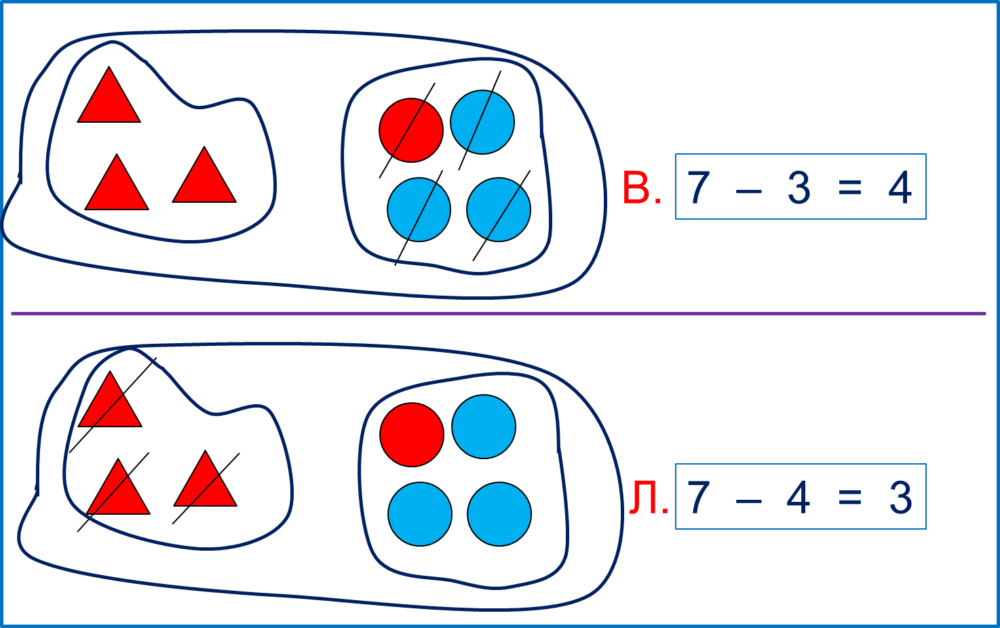 В. 7 – 3 = 4
Л. 7 – 4 = 3